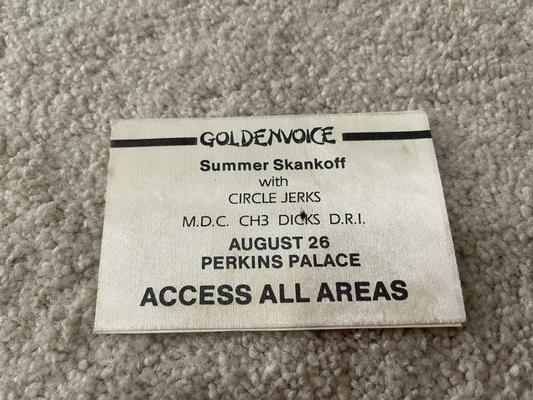 GOLDENVOICE
Summer Skankoff
with
CIRCLE JERKS
M.D.C. CH3 DICKS D.R.I.
AUGUST 26
PERKINS PALACE
ACCESS ALL AREAS